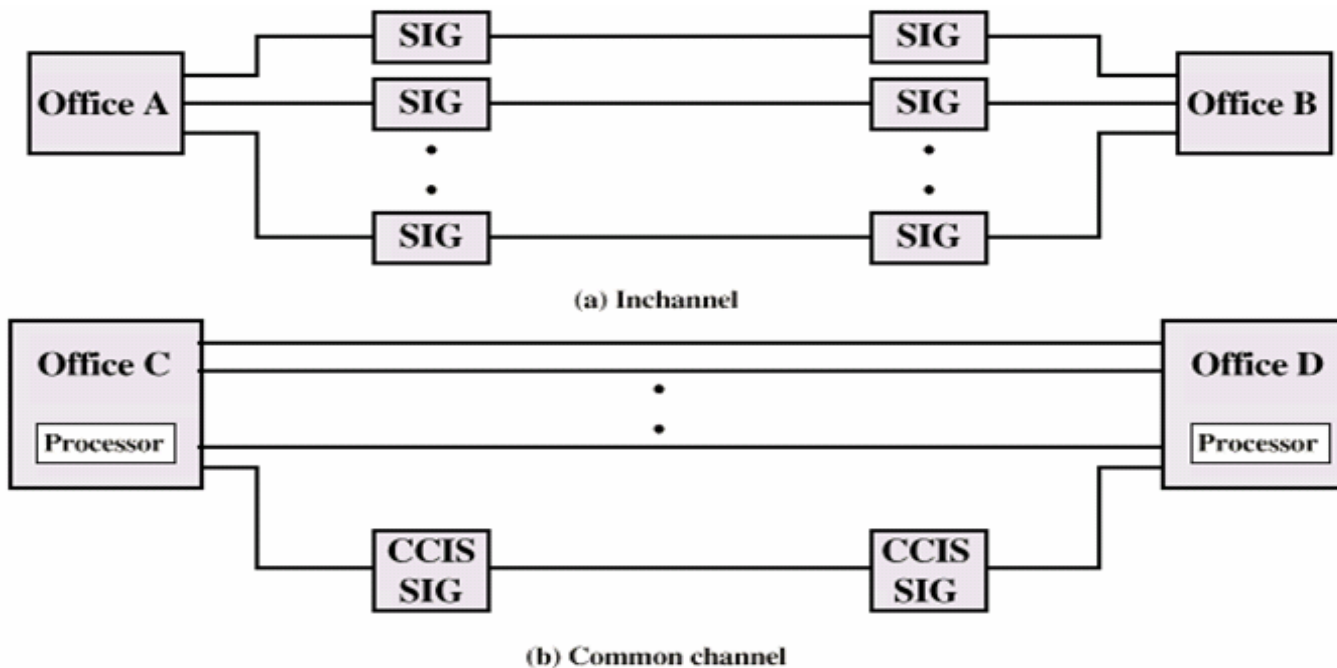 SIG SIG
Office A SIG SIG Office B
SIG SIG
(a) Inchannel
Office C Office D
Processor Processor
CCIS CCIS
SIG SIG
(b) Common channel